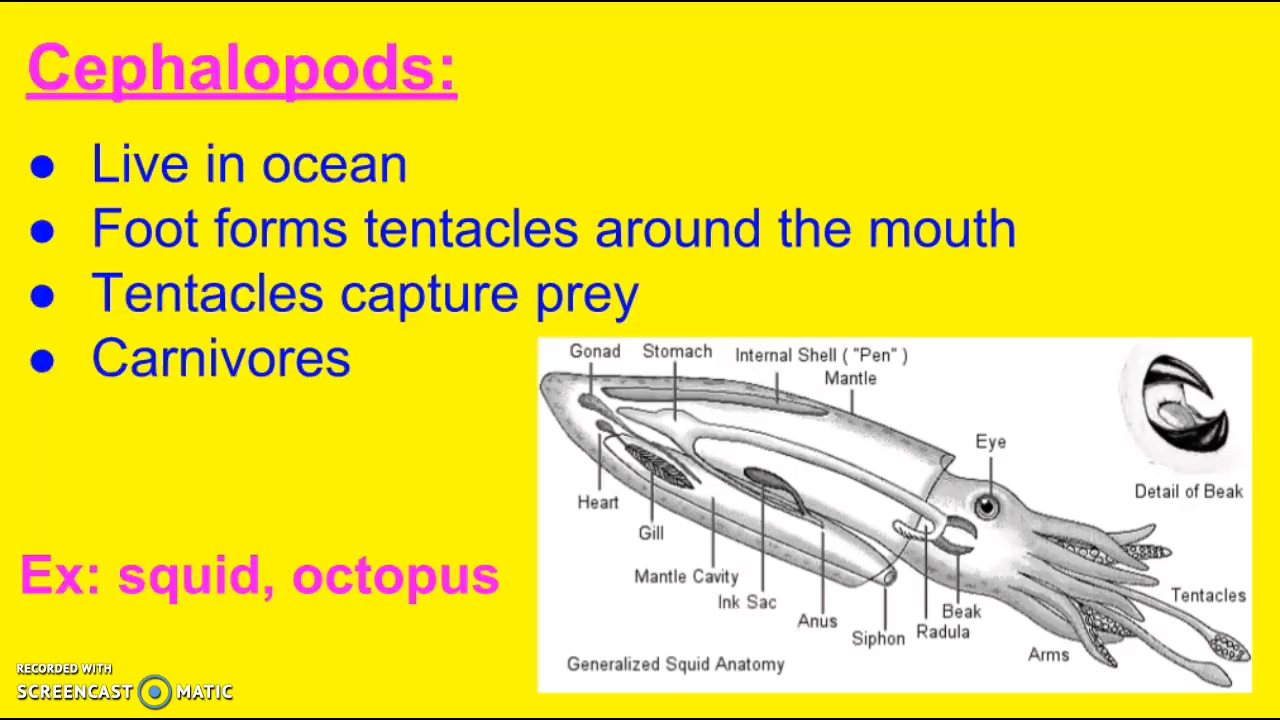 Cephalopods:
● Live in ocean
● Foot forms tentacles around the mouth
● Tentacles capture prey
● Carnivores
Ex: squid, octopus
Gonad
Stomach
Internal Shell ( "Pen" )
Mantle
Eye
Detail of Beak
Heart
Gill
Mantle Cavity
Ink Sac
Anus
Siphon
Radula
Beak
Arms
Tentacles
Generalized Squid Anatomy
RECORDED WITH
SCREENCAST MATIC